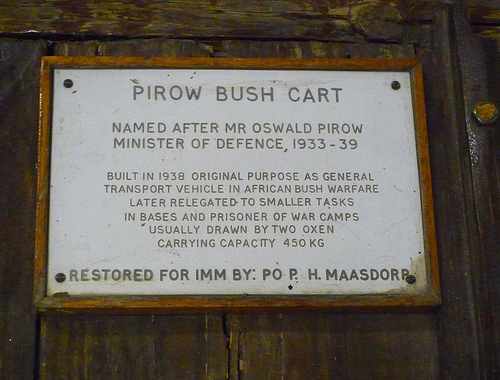 PIROW BUSH CART
NAMED AFTER MR OSWALD PIROW
MINISTER OF DEFENCE, 1933-39
BUILT IN 1938 ORIGINAL PURPOSE AS GENERAL
TRANSPORT VEHICLE IN AFRICAN BUSH WARFARE
LATER RELEGATED TO SMALLER TASKS
IN BASES AND PRISONER OF WAR CAMPS
USUALLY DRAWN BY TWO OXEN
CARRYING CAPACITY 450 KG
RESTORED FOR IMM BY: PO P. H. MAASDORP